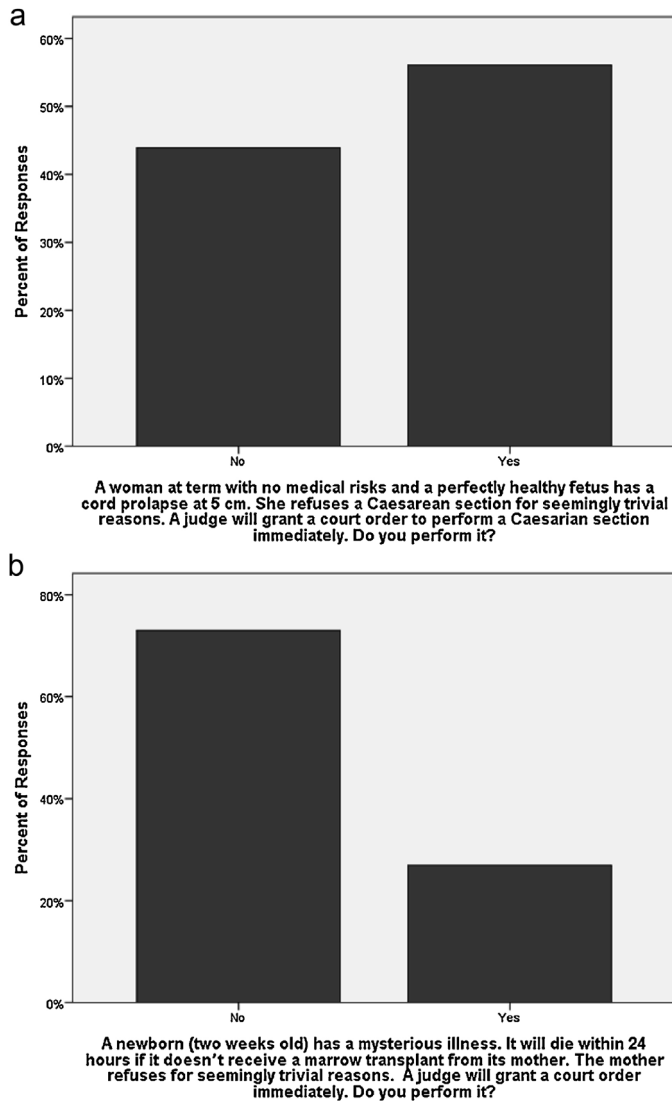 a
60%
50%
40%
30%
20%
10%
0%
Percent of Responses
No Yes
A woman at term with no medical risks and a perfectly healthy fetus has a
cord prolapse at 5 cm. She refuses a Caesarean section for seemingly trivial
reasons. A judge will grant a court order to perform a Caesarian section
immediately. Do you perform it?
b
80%
60%
40%
20%
0%
Percent of Responses
No Yes
A newborn (two weeks old) has a mysterious illness. It will die within 24
hours if it doesn't receive a marrow transplant from its mother. The mother
refuses for seemingly trivial reasons. A judge will grant a court order
immediately. Do you perform it?